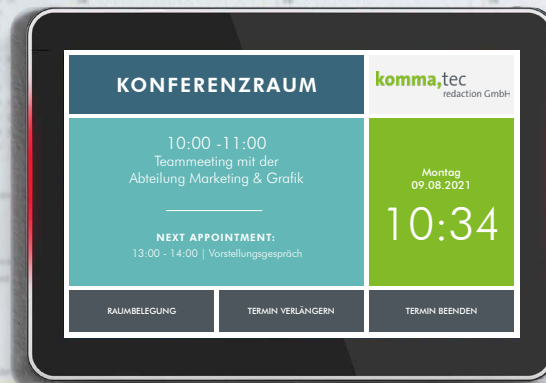 KONFERENZRAUM
komma,tec
redaction GmbH
10:00 -11:00
Teammeeting mit der
Abteilung Marketing & Grafik
NEXT APPOINTMENT:
13:00 - 14:00 | Vorstellungsgespräch
Montag
09.08.2021
10:34
RAUMBELEGUNG
TERMIN VERLÄNGERN
TERMIN BEENDEN